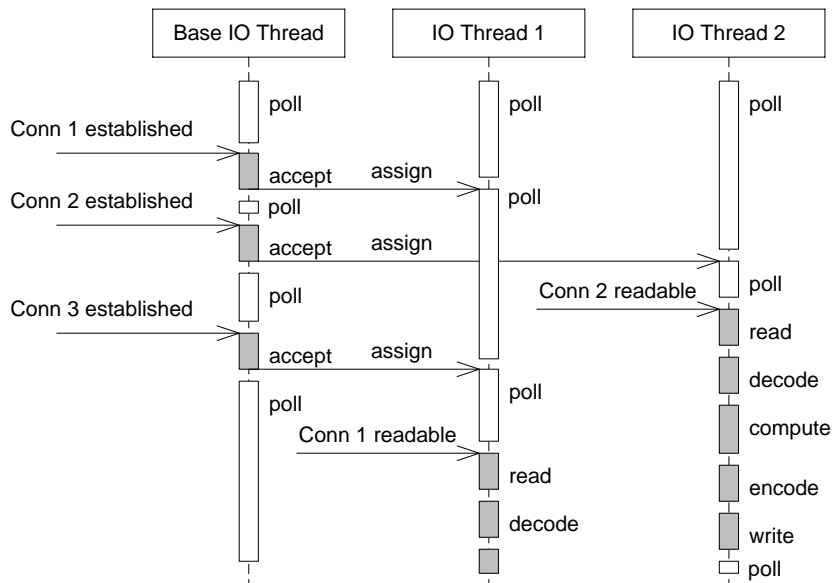 Base IO Thread
IO Thread 1
IO Thread 2
poll
poll
poll
Conn 1 established
accept
assign
poll
Conn 2 established
poll
accept
assign
poll
Conn 2 readable
poll
Conn 3 established
read
accept
assign
decode
poll
poll
Conn 1 readable
compute
read
encode
decode
write
poll